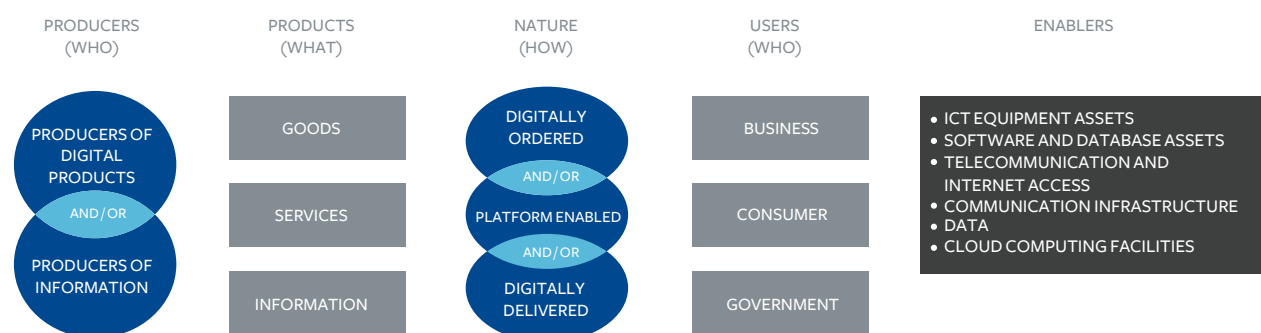 PRODUCERS
(WHO)
PRODUCTS
(WHAT)
NATURE
(HOW)
USERS
(WHO)
ENABLERS
PRODUCERS OF
DIGITAL
PRODUCTS
AND/OR
PRODUCERS OF
INFORMATION
GOODS
SERVICES
INFORMATION
DIGITALLY
ORDERED
AND/OR
PLATFORM ENABLED
AND/OR
DIGITALLY
DELIVERED
BUSINESS
CONSUMER
GOVERNMENT
• ICT EQUIPMENT ASSETS
• SOFTWARE AND DATABASE ASSETS
• TELECOMMUNICATION AND
INTERNET ACCESS
• COMMUNICATION INFRASTRUCTURE
• DATA
• CLOUD COMPUTING FACILITIES